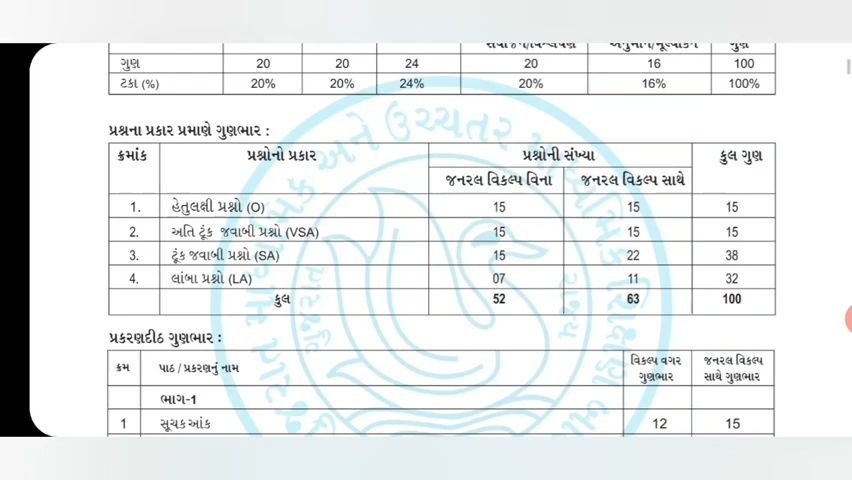 ગુણ 20 20 24 20 16 100
ટકા (%) 20% 20% 24% 20% 16% 100%
પ્રશ્નના પ્રકાર પ્રમાણે ગુણભાર :
ક્રમાંક પ્રશ્નોનો પ્રકાર પ્રશ્નોની સંખ્યા કુલ ગુણ
જનરલ વિકલ્પ વિના જનરલ વિકલ્પ સાથે
1. હેતુલક્ષી પ્રશ્નો (O) 15 15 15
2. અતિ ટૂંક જવાબી પ્રશ્નો (VSA) 15 15 15
3. ટૂંક જવાબી પ્રશ્નો (SA) 15 22 38
4. લાંબા પ્રશ્નો (LA) 07 11 32
કુલ 52 63 100
પ્રકરણદીઠ ગુણભાર :
ક્રમ પાઠ / પ્રકરણનું નામ વિકલ્પ વગર જનરલ વિકલ્પ
ગુણભાર સાથે ગુણભાર
ભાગ-1
1 સૂચક આંક 12 15